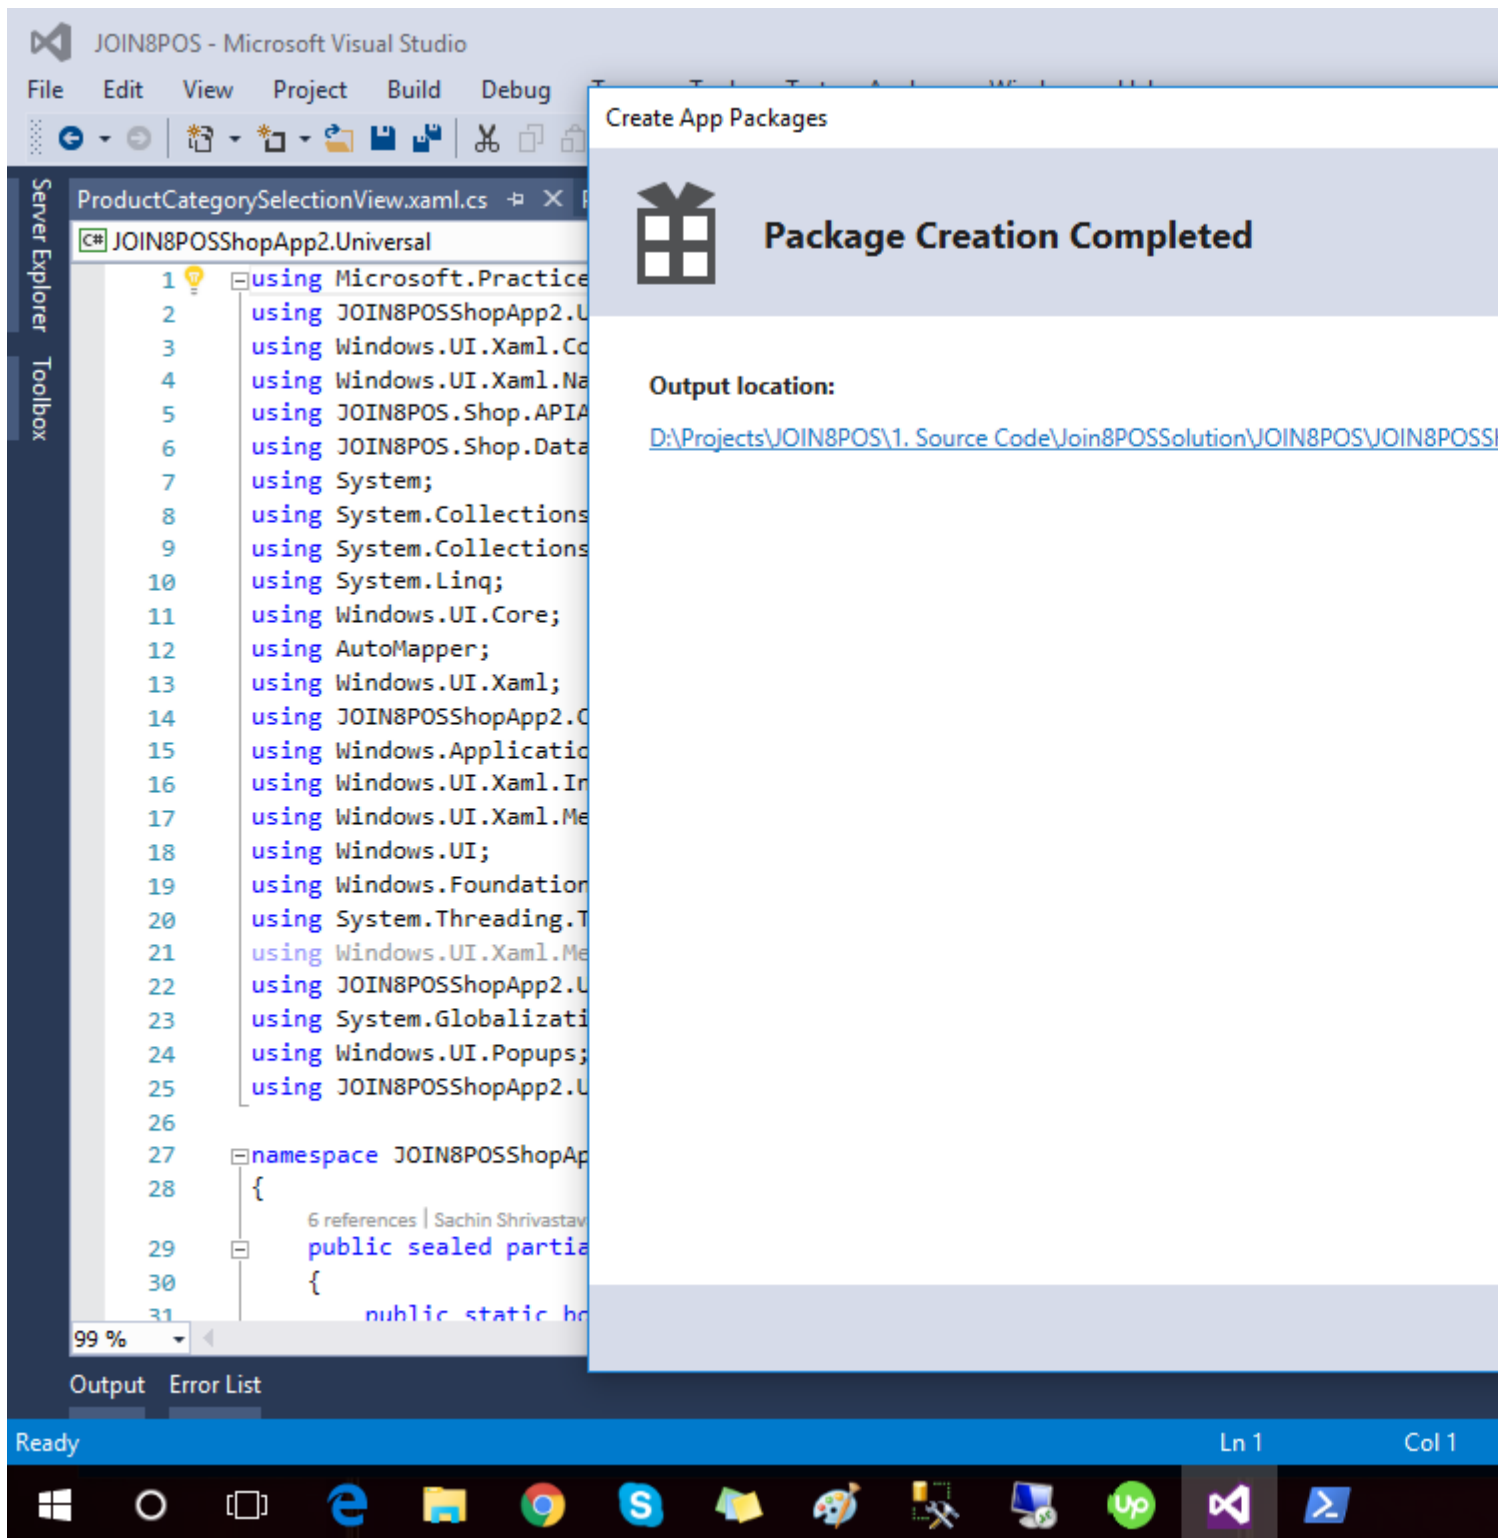 JOIN8POS - Microsoft Visual Studio
File Edit View Project Build Debug
Create App Packages
Server Explorer
Toolbox
ProductCategorySelectionView.xaml.cs
C# JOIN8POSShopApp2.Universal
Package Creation Completed
Output location:
D:\Projects\JOIN8POS\1. Source Code\Join8POSSolution\JOIN8POS\JOIN8POSS
1 using Microsoft.Practice
2 using JOIN8POSShopApp2.U
3 using Windows.UI.Xaml.Co
4 using Windows.UI.Xaml.Na
5 using JOIN8POS.Shop.APIA
6 using JOIN8POS.Shop.Data
7 using System;
8 using System.Collections
9 using System.Collections
10 using System.Linq;
11 using Windows.UI.Core;
12 using AutoMapper;
13 using Windows.UI.Xaml;
14 using JOIN8POSShopApp2.C
15 using Windows.Applicatio
16 using Windows.UI.Xaml.In
17 using Windows.UI.Xaml.Me
18 using Windows.UI;
19 using Windows.Foundation
20 using System.Threading.T
21 using Windows.UI.Xaml.Me
22 using JOIN8POSShopApp2.U
23 using System.Globalizati
24 using Windows.UI.Popups;
25 using JOIN8POSShopApp2.U
26
27 namespace JOIN8POSShopAp
28 {
6 references | Sachin Shrivastav
29 public sealed partia
30 {
31 public static bo
99 %
Output Error List
Ready Ln 1 Col 1
S
Up